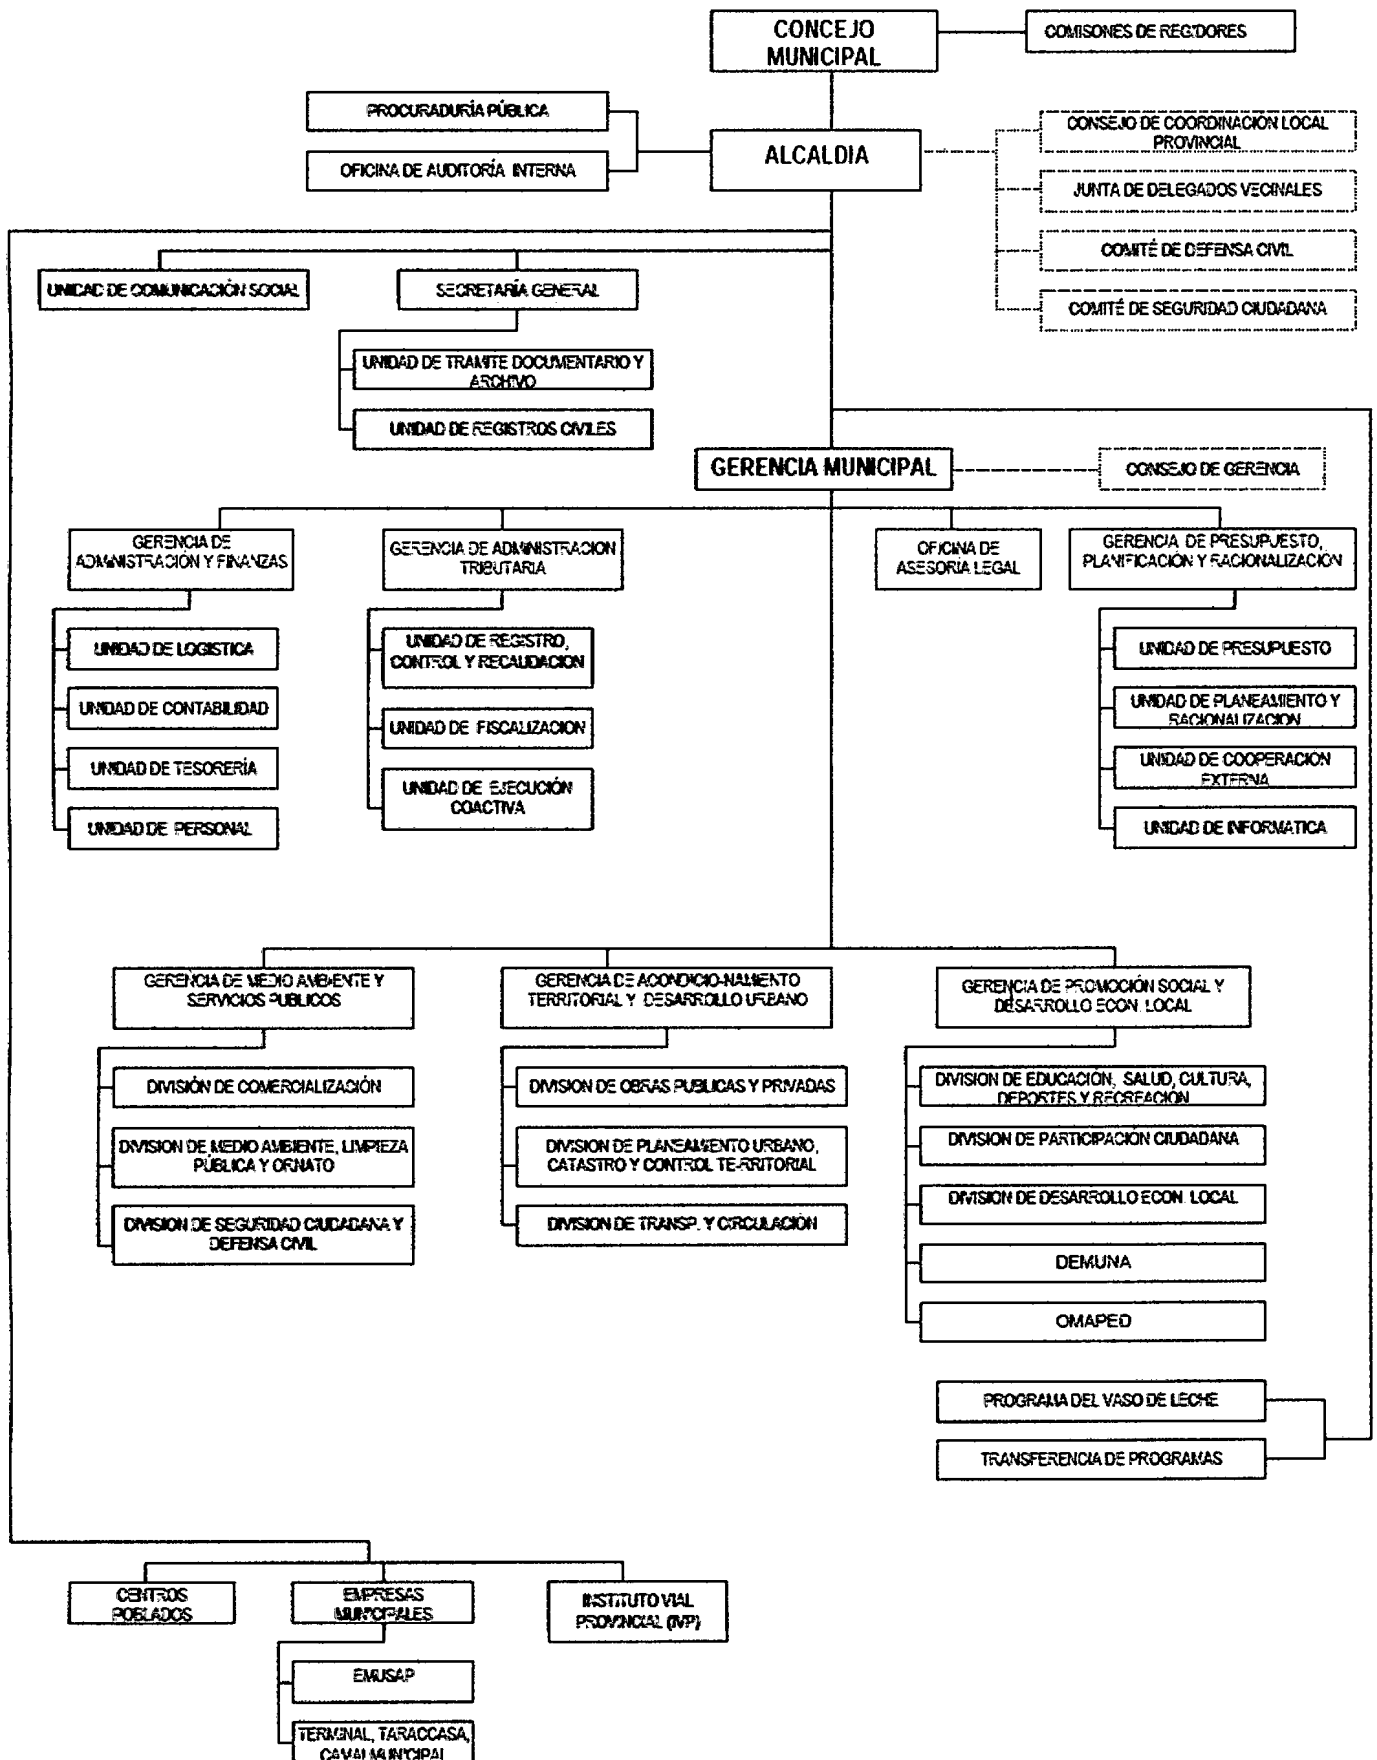 CONCEJO
MUNICIPAL
COMISONES DE REGIDORES
PROCURADURÍA PÚBLICA
OFICINA DE AUDITORÍA INTERNA
ALCALDIA
CONSEJO DE COORDINACIÓN LOCAL
PROVINCIAL
JUNTA DE DELEGADOS VECINALES
COMITÉ DE DEFENSA CIVIL
COMITÉ DE SEGURIDAD CIUDADANA
UNIDAD DE COMUNICACIÓN SOCIAL
SECRETARÍA GENERAL
UNIDAD DE TRAMITE DOCUMENTARIO Y
ARCHIVO
UNIDAD DE REGISTROS CIVILES
GERENCIA MUNICIPAL
CONSEJO DE GERENCIA
GERENCIA DE
ADMINISTRACIÓN Y FINANZAS
GERENCIA DE ADMINISTRACION
TRIBUTARIA
OFICINA DE
ASESORÍA LEGAL
GERENCIA DE PRESUPUESTO,
PLANIFICACIÓN Y RACIONALIZACIÓN
UNIDAD DE LOGISTICA
UNIDAD DE CONTABILIDAD
UNIDAD DE TESORERÍA
UNIDAD DE PERSONAL
UNIDAD DE REGISTRO,
CONTROL Y RECAUDACION
UNIDAD DE FISCALIZACION
UNIDAD DE EJECUCIÓN
COACTIVA
UNIDAD DE PRESUPUESTO
UNIDAD DE PLANEAMIENTO Y
RACIONALIZACION
UNIDAD DE COOPERACION
EXTERNA
UNIDAD DE INFORMATICA
GERENCIA DE MEDIO AMBIENTE Y
SERVICIOS PUBLICOS
GERENCIA DE ACONDICIO-NAMIENTO
TERRITORIAL Y DESARROLLO URBANO
GERENCIA DE PROMOCIÓN SOCIAL Y
DESARROLLO ECON. LOCAL
DIVISIÓN DE COMERCIALIZACIÓN
DIVISION DE MEDIO AMBIENTE, LIMPIEZA
PÚBLICA Y ORNATO
DIVISION DE SEGURIDAD CIUDADANA Y
DEFENSA CIVIL
DIVISION DE OBRAS PUBLICAS Y PRIVADAS
DIVISION DE PLANEAMIENTO URBANO,
CATASTRO Y CONTROL TE-RRITORIAL
DIVISION DE TRANSP. Y CIRCULACIÓN
DIVISION DE EDUCACIÓN, SALUD, CULTURA,
DEPORTES Y RECREACIÓN
DIVISION DE PARTICIPACIÓN CIUDADANA
DIVISION DE DESARROLLO ECON. LOCAL
DEMUNA
OMAPED
PROGRAMA DEL VASO DE LECHE
TRANSFERENCIA DE PROGRAMAS
CENTROS
POBLADOS
EMPRESAS
MUNICIPALES
INSTITUTO VIAL
PROVINCIAL (IVP)
EMUSAP
TERMINAL, TARACCASA,
CAMAL MUNICIPAL